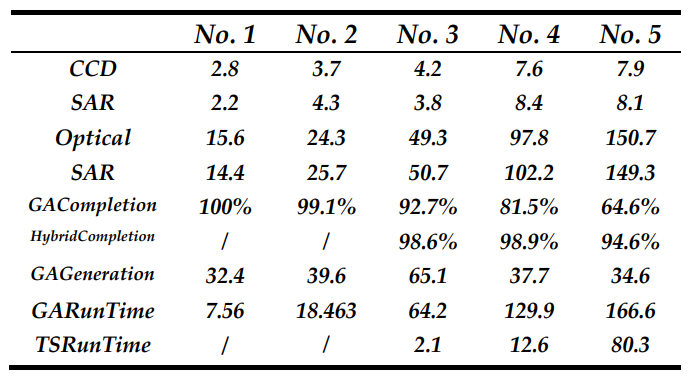 No. 1 No. 2 No. 3 No. 4 No. 5
CCD 2.8 3.7 4.2 7.6 7.9
SAR 2.2 4.3 3.8 8.4 8.1
Optical 15.6 24.3 49.3 97.8 150.7
SAR 14.4 25.7 50.7 102.2 149.3
GACompletion 100% 99.1% 92.7% 81.5% 64.6%
HybridCompletion / / 98.6% 98.9% 94.6%
GAGeneration 32.4 39.6 65.1 37.7 34.6
GARunTime 7.56 18.463 64.2 129.9 166.6
TSRunTime / / 2.1 12.6 80.3